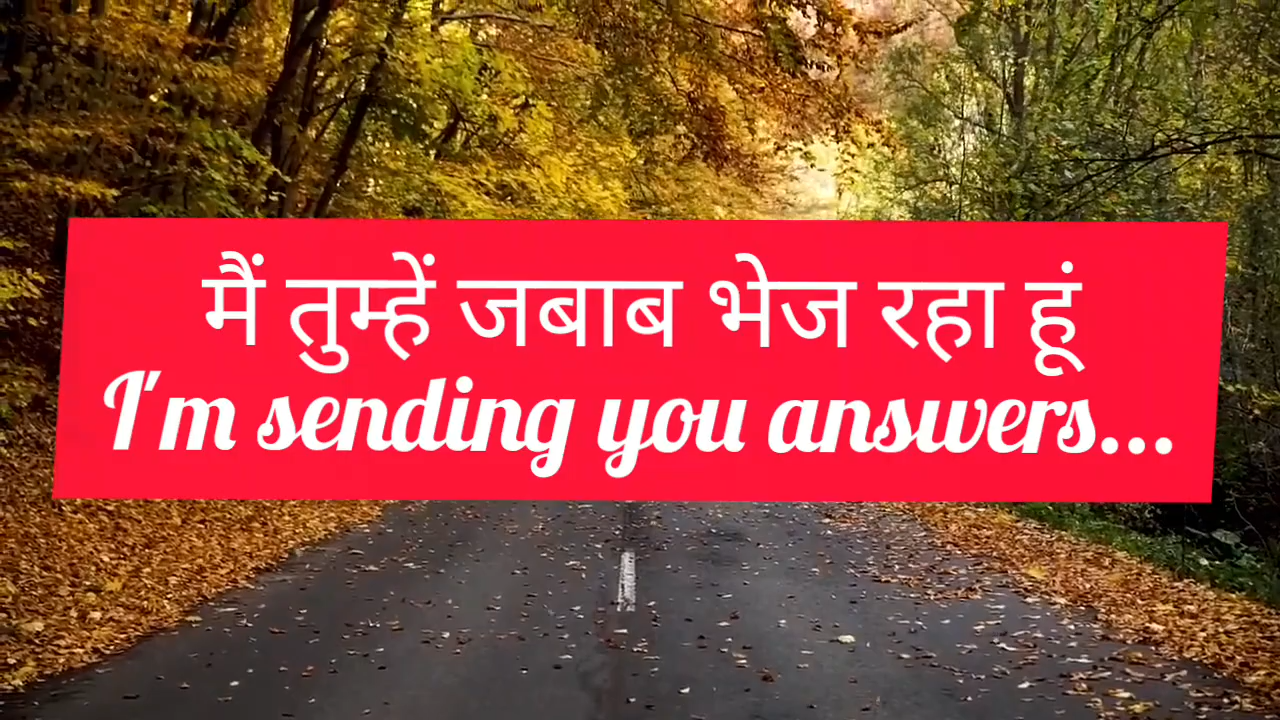 मैं तुम्हें जबाब भेज रहा हूं
I'm sending you answers...